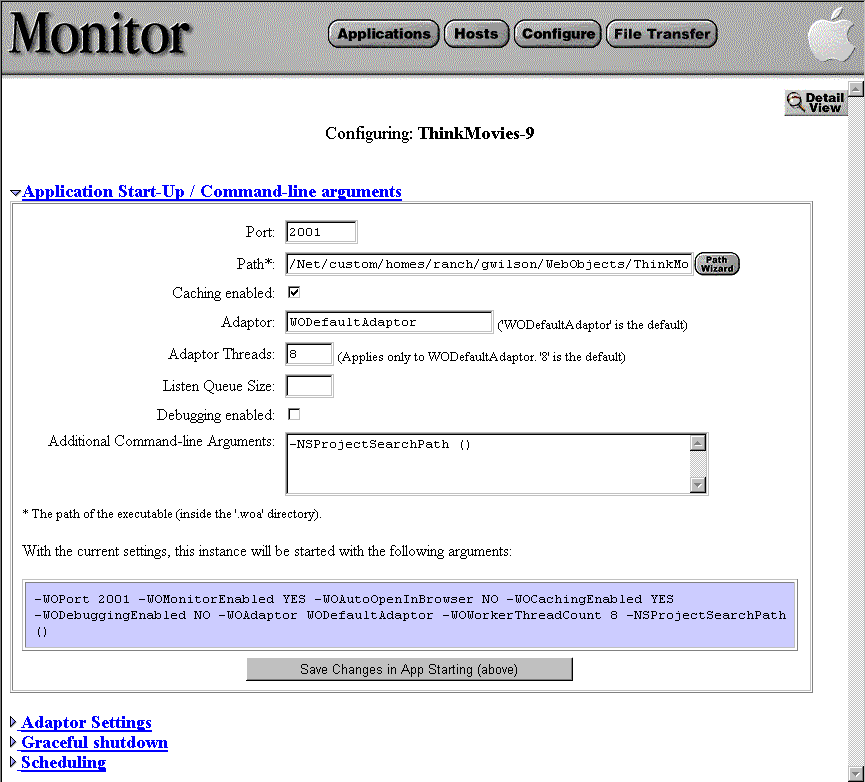 Monitor
Applications Hosts Configure File Transfer
Detail
View
Configuring: ThinkMovies-9
Application Start-Up / Command-line arguments
Port: 2001
Path*: /Net/custom/homes/ranch/gwilson/WebObjects/ThinkMo Path Wizard
Caching enabled:
Adaptor: WODefaultAdaptor ('WODefaultAdaptor' is the default)
Adaptor Threads: 8 (Applies only to WODefaultAdaptor. '8' is the default)
Listen Queue Size:
Debugging enabled:
Additional Command-line Arguments: -NSProjectSearchPath ()
* The path of the executable (inside the '.woa' directory).
With the current settings, this instance will be started with the following arguments:
-WOPort 2001 -WOMonitorEnabled YES -WOAutoOpenInBrowser NO -WOCachingEnabled YES
-WODebuggingEnabled NO -WOAdaptor WODefaultAdaptor -WOWorkerThreadCount 8 -NSProjectSearchPath
()
Save Changes in App Starting (above)
Adaptor Settings
Graceful shutdown
Scheduling